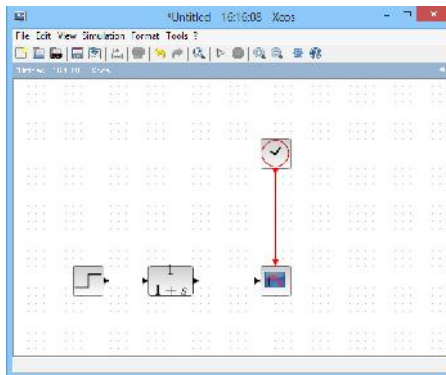 *Untitled 16:16:08 Xcos
File Edit View Simulation Format Tools ?
1
1 + s